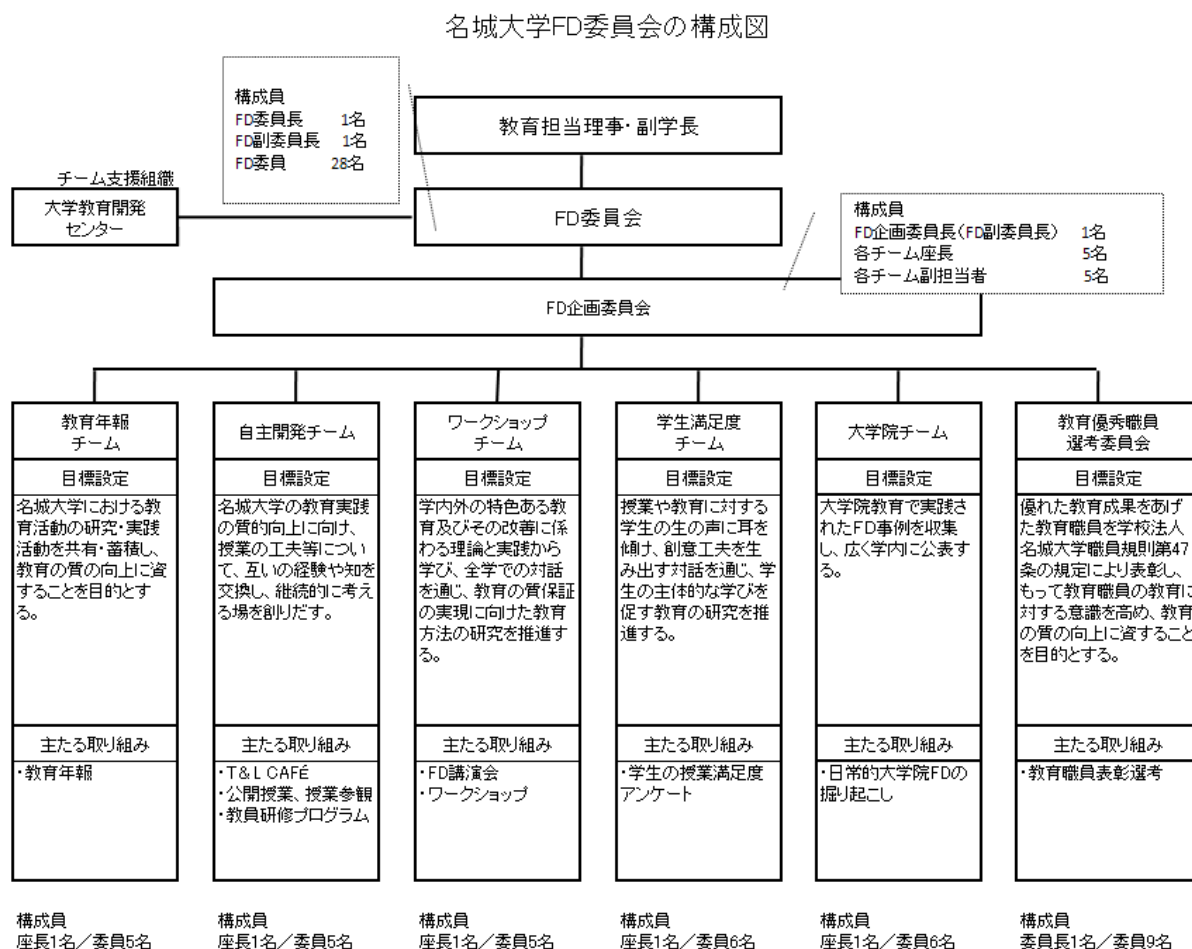 名城大学FD委員会の構成図
構成員
FD委員長 1名
FD副委員長 1名
FD委員 28名
教育担当理事・副学長
チーム支援組織
大学教育開発
センター
FD委員会
構成員
FD企画委員長(FD副委員長) 1名
各チーム座長 5名
各チーム副担当者 5名
FD企画委員会
教育年報
チーム
目標設定
名城大学における教
育活動の研究・実践
活動を共有・蓄積し、
教育の質の向上に資
することを目的とす
る。
主たる取り組み
・教育年報
構成員
座長1名/委員5名
自主開発チーム
目標設定
名城大学の教育実践
の質的向上に向け、
授業の工夫等につい
て、互いの経験や知を
交換し、継続的に考え
る場を創りだす。
主たる取り組み
・T&L CAFÉ
・公開授業、授業参観
・教員研修プログラム
構成員
座長1名/委員5名
ワークショップ
チーム
目標設定
学内外の特色ある教
育及びその改善に係
わる理論と実践から
学び、全学での対話
を通じ、教育の質保証
の実現に向けた教育
方法の研究を推進す
る。
主たる取り組み
・FD講演会
・ワークショップ
構成員
座長1名/委員5名
学生満足度
チーム
目標設定
授業や教育に対する
学生の生の声に耳を
傾け、創意工夫を生
み出す対話を通じ、学
生の主体的な学びを
促す教育の研究を推
進する。
主たる取り組み
・学生の授業満足度
アンケート
構成員
座長1名/委員6名
大学院チーム
目標設定
大学院教育で実践さ
れたFD事例を収集
し、広く学内に公表す
る。
主たる取り組み
・日常的大学院FDの
掘り起こし
構成員
座長1名/委員6名
教育優秀職員
選考委員会
目標設定
優れた教育成果をあげ
た教育職員を学校法人
名城大学職員規則第47
条の規定により表彰し、
もって教育職員の教育に
対する意識を高め、教育
の質の向上に資すること
を目的とする。
主たる取り組み
・教育職員表彰選考
構成員
委員長1名/委員9名